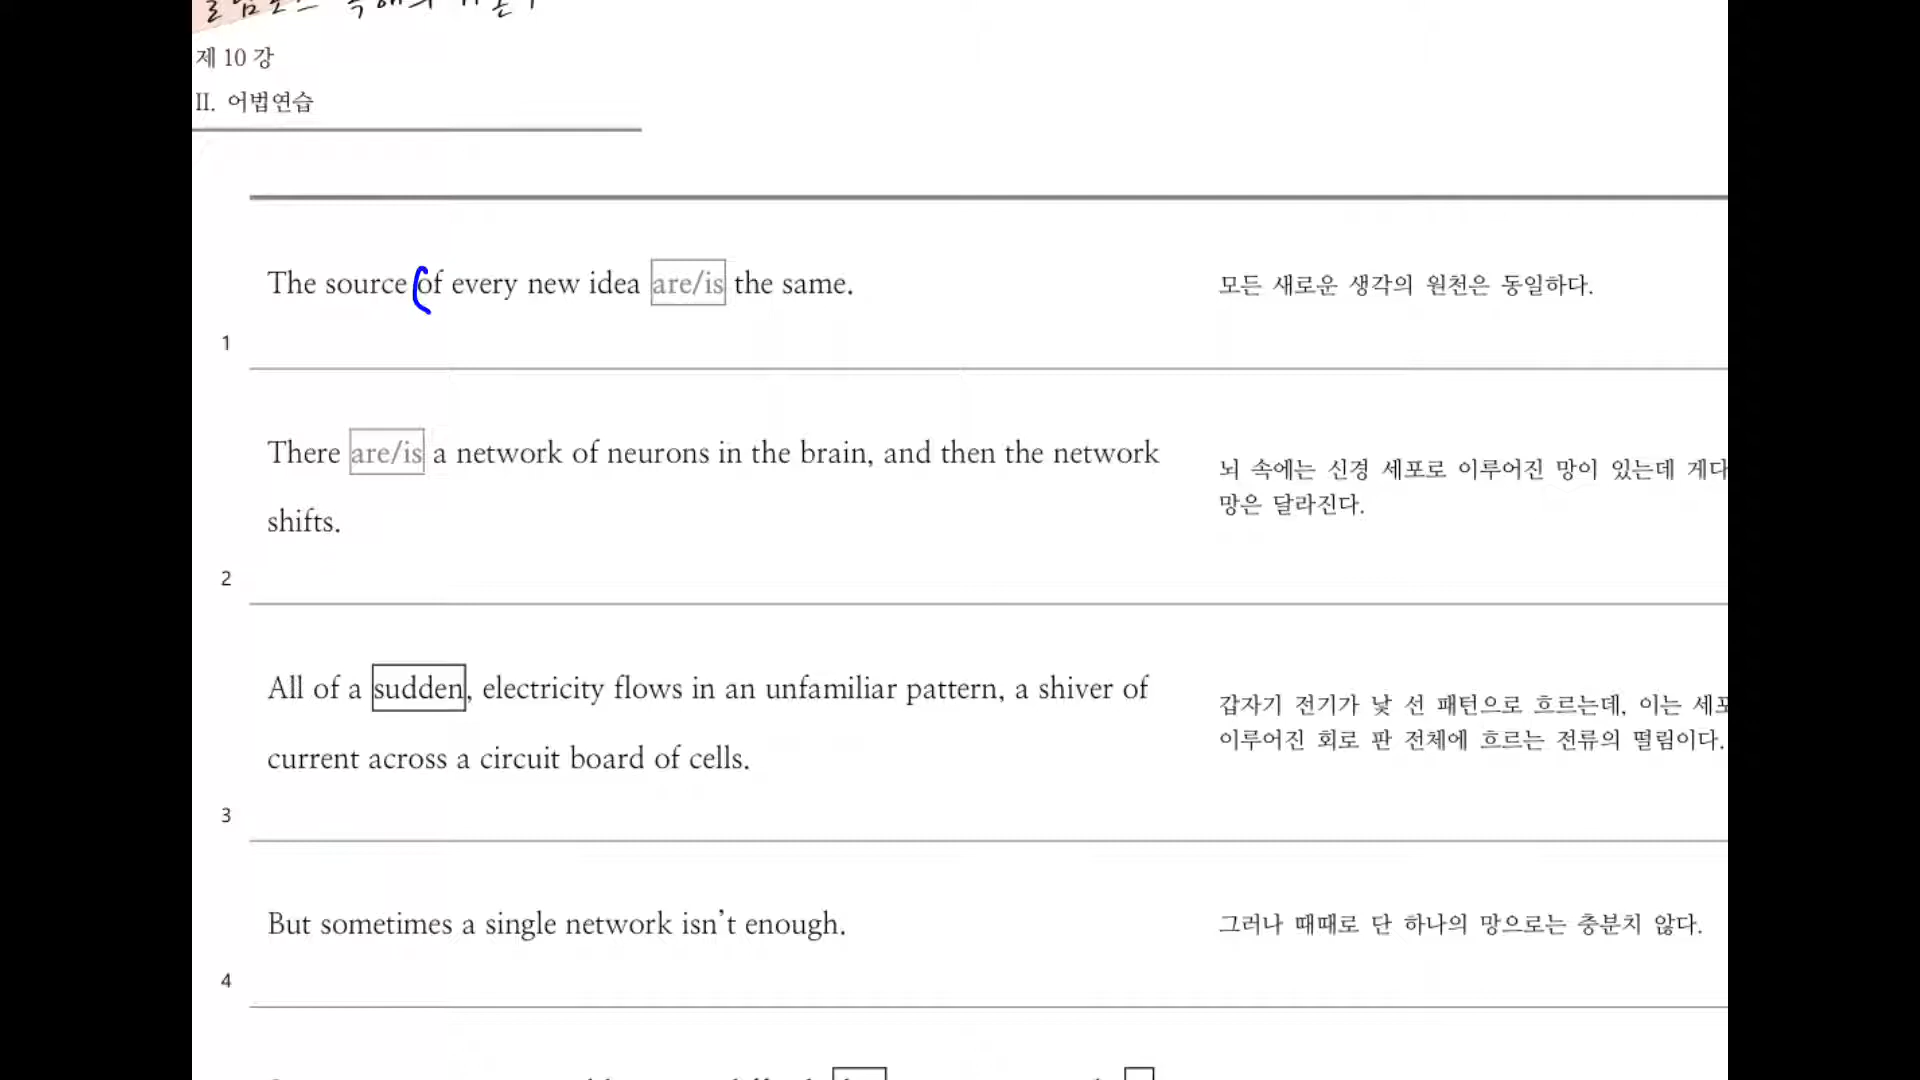 제 10 강
II. 어법연습
The source of every new idea are/is the same.
모든 새로운 생각의 원천은 동일하다.
1
There are/is a network of neurons in the brain, and then the network
shifts.
뇌 속에는 신경 세포로 이루어진 망이 있는데 게다
망은 달라진다.
2
All of a sudden, electricity flows in an unfamiliar pattern, a shiver of
current across a circuit board of cells.
갑자기 전기가 낯 선 패턴으로 흐르는데, 이는 세포
이루어진 회로 판 전체에 흐르는 전류의 떨림이다.
3
But sometimes a single network isn't enough.
그러나 때때로 단 하나의 망으로는 충분치 않다.
4